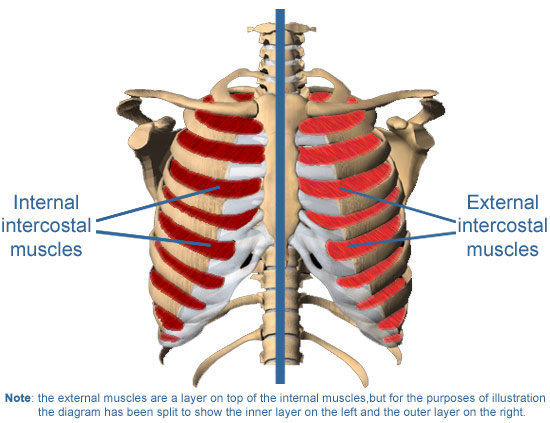 Internal
intercostal
muscles
External
intercostal
muscles
Note: the external muscles are a layer on top of the internal muscles,but for the purposes of illustration
the diagram has been split to show the inner layer on the left and the outer layer on the right.